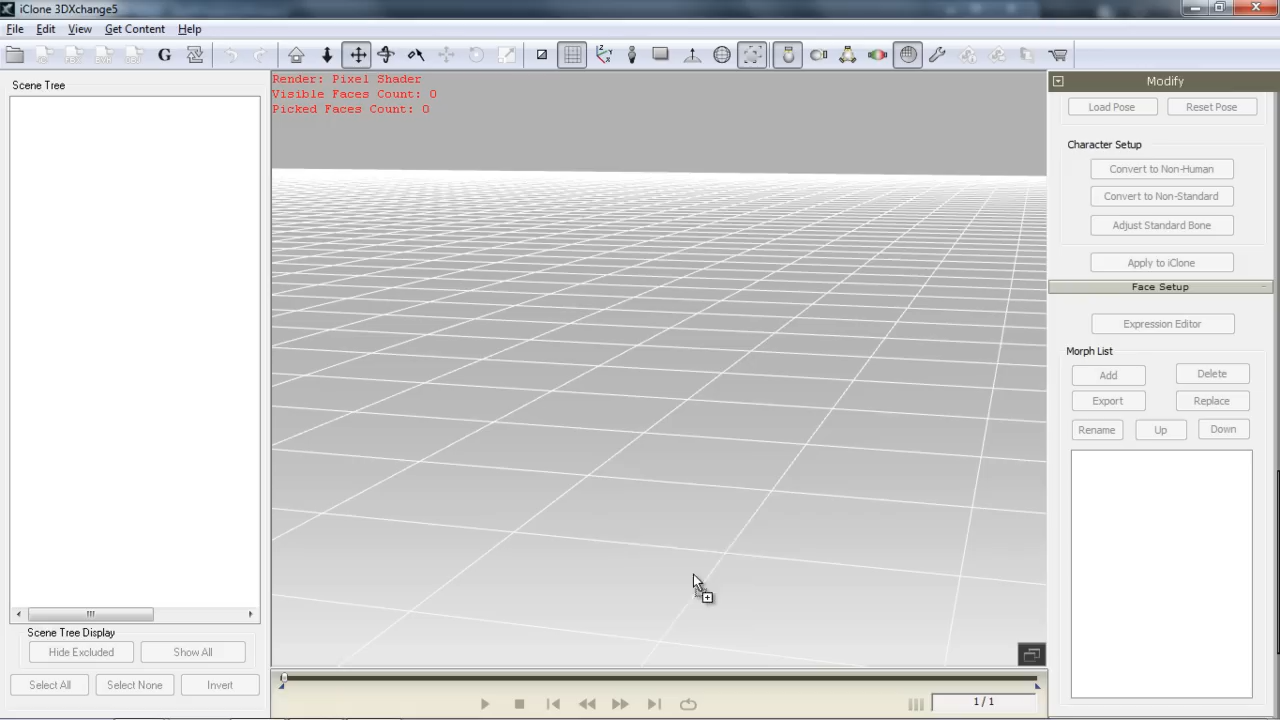 iClone 3DXchange5
File Edit View Get Content Help
G
Scene Tree
Render: Pixel Shader
Visible Faces Count: 0
Picked Faces Count: 0
Modify
Load Pose Reset Pose
Character Setup
Convert to Non-Human
Convert to Non-Standard
Adjust Standard Bone
Apply to iClone
Face Setup
Expression Editor
Morph List
Add Delete
Export Replace
Rename Up Down
Scene Tree Display
Hide Excluded Show All
Select All Select None Invert
1 / 1